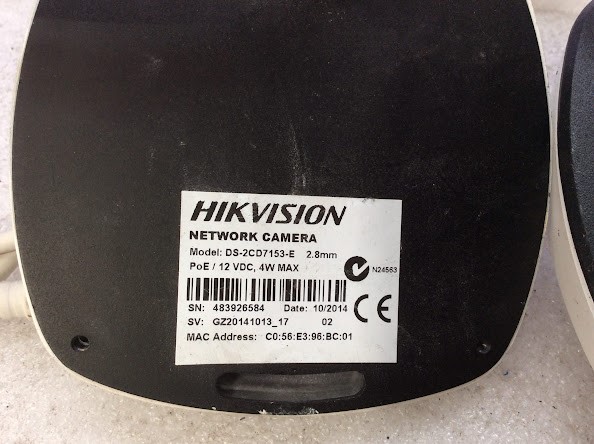 HIKVISION
NETWORK CAMERA
Model: DS-2CD7153-E 2.8mm
PoE / 12 VDC, 4W MAX
N24563
SN: 483926584 Date: 10/2014
CE
SV: GZ20141013_17 02
MAC Address: C0:56:E3:96:BC:01